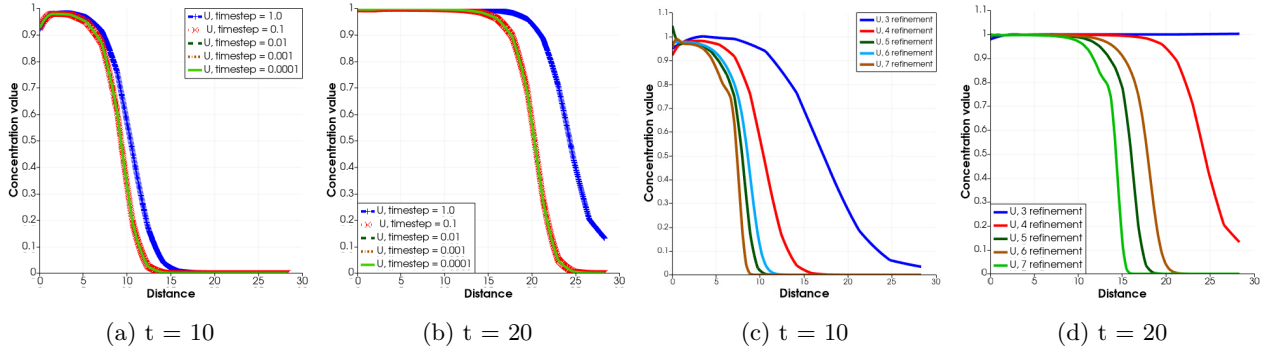 U, timestep = 1.0
U, timestep = 0.1
U, timestep = 0.01
U, timestep = 0.001
U, timestep = 0.0001
Concentration value
1
0.9
0.8
0.7
0.6
0.5
0.4
0.3
0.2
0.1
0
0 5 10 15 20 25 30
Distance
(a) t = 10
Concentration value
1
0.9
0.8
0.7
0.6
0.5
0.4
0.3
0.2
0.1
0
U, timestep = 1.0
U, timestep = 0.1
U, timestep = 0.01
U, timestep = 0.001
U, timestep = 0.0001
0 5 10 15 20 25 30
Distance
(b) t = 20
U, 3 refinement
U, 4 refinement
U, 5 refinement
U, 6 refinement
U, 7 refinement
Concentration value
1.1
1
0.9
0.8
0.7
0.6
0.5
0.4
0.3
0.2
0.1
0
0 5 10 15 20 25 30
Distance
(c) t = 10
Concentration value
1.1
1
0.9
0.8
0.7
0.6
0.5
0.4
0.3
0.2
0.1
0
U, 3 refinement
U, 4 refinement
U, 5 refinement
U, 6 refinement
U, 7 refinement
0 5 10 15 20 25 30
Distance
(d) t = 20